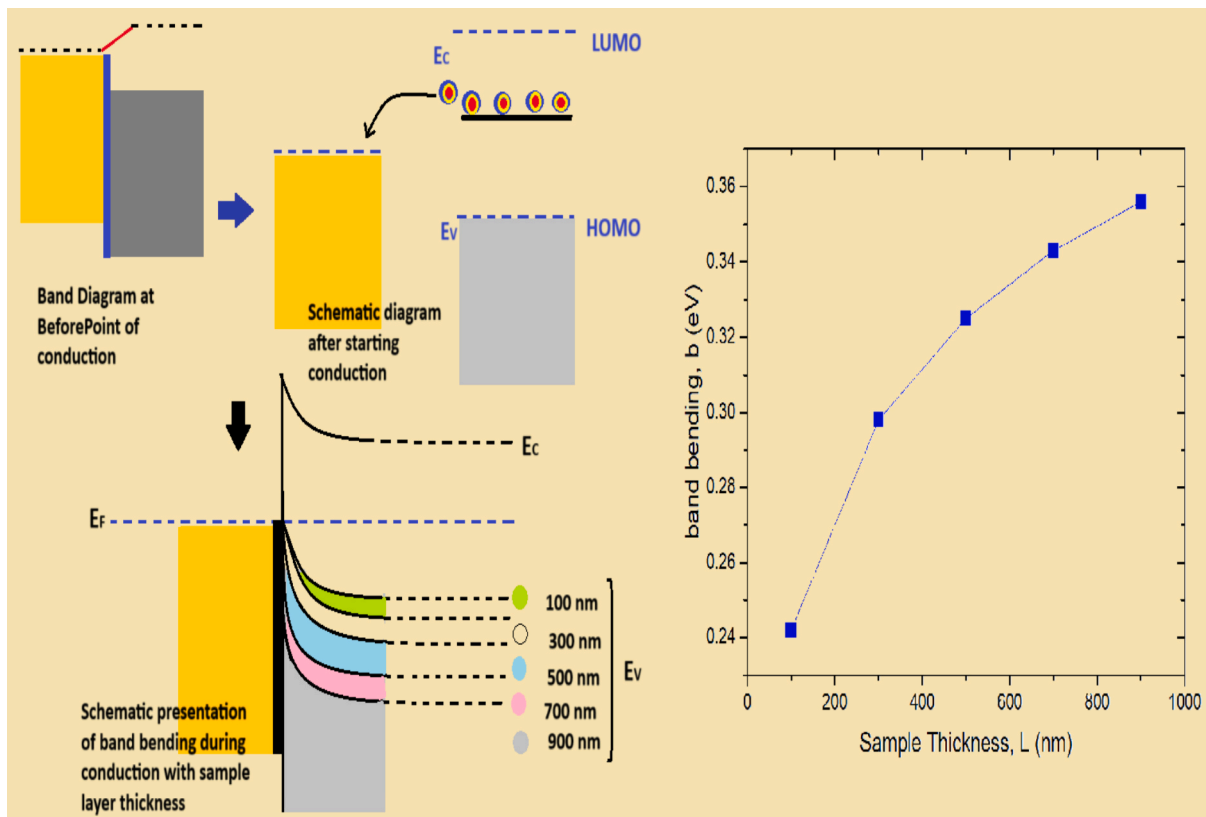 LUMO
EC
Band Diagram at
BeforePoint of
conduction
Schematic diagram
after starting
conduction
EV
HOMO
EC
EF
100 nm
300 nm
500 nm
700 nm
900 nm
EV
Schematic presentation
of band bending during
conduction with sample
layer thickness
band bending, b (eV)
0.36
0.34
0.32
0.30
0.28
0.26
0.24
0 200 400 600 800 1000
Sample Thickness, L (nm)